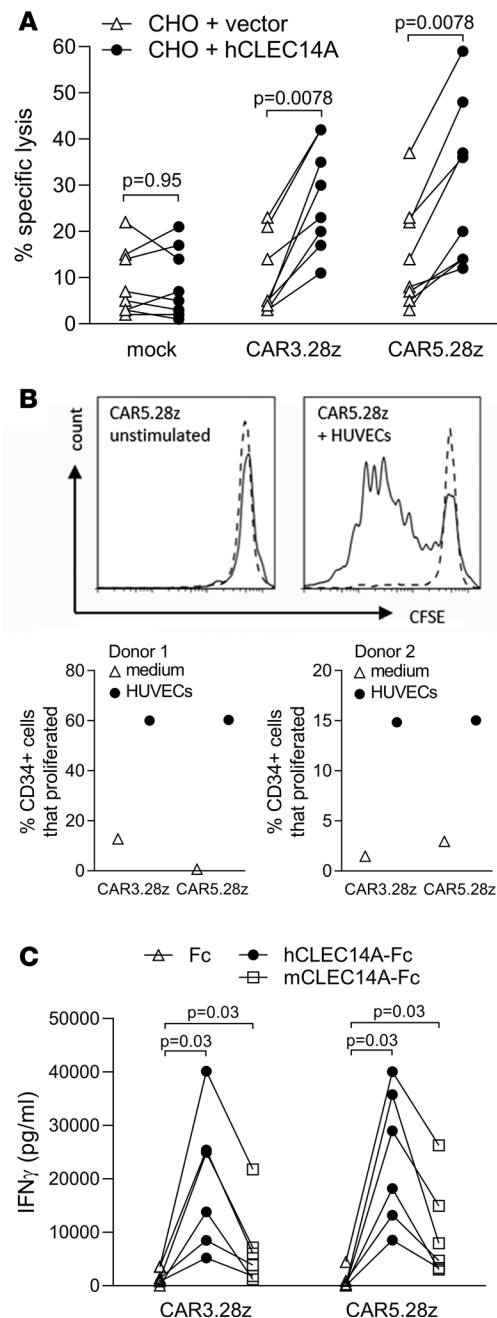 A
CHO + vector
CHO + hCLEC14A
p=0.0078
p=0.0078
p=0.95
% specific lysis
60
50
40
30
20
10
0
mock
CAR3.28z
CAR5.28z
B
count
CAR5.28z
unstimulated
CAR5.28z
+ HUVECs
CFSE
Donor 1
medium
HUVECs
% CD34+ cells
that proliferated
80
60
40
20
0
CAR3.28z
CAR5.28z
Donor 2
medium
HUVECs
% CD34+ cells
that proliferated
20
15
10
5
0
CAR3.28z
CAR5.28z
C
Fc
hCLEC14A-Fc
mCLEC14A-Fc
p=0.03
p=0.03
p=0.03
p=0.03
IFNγ (pg/ml)
50000
40000
30000
20000
10000
0
CAR3.28z
CAR5.28z